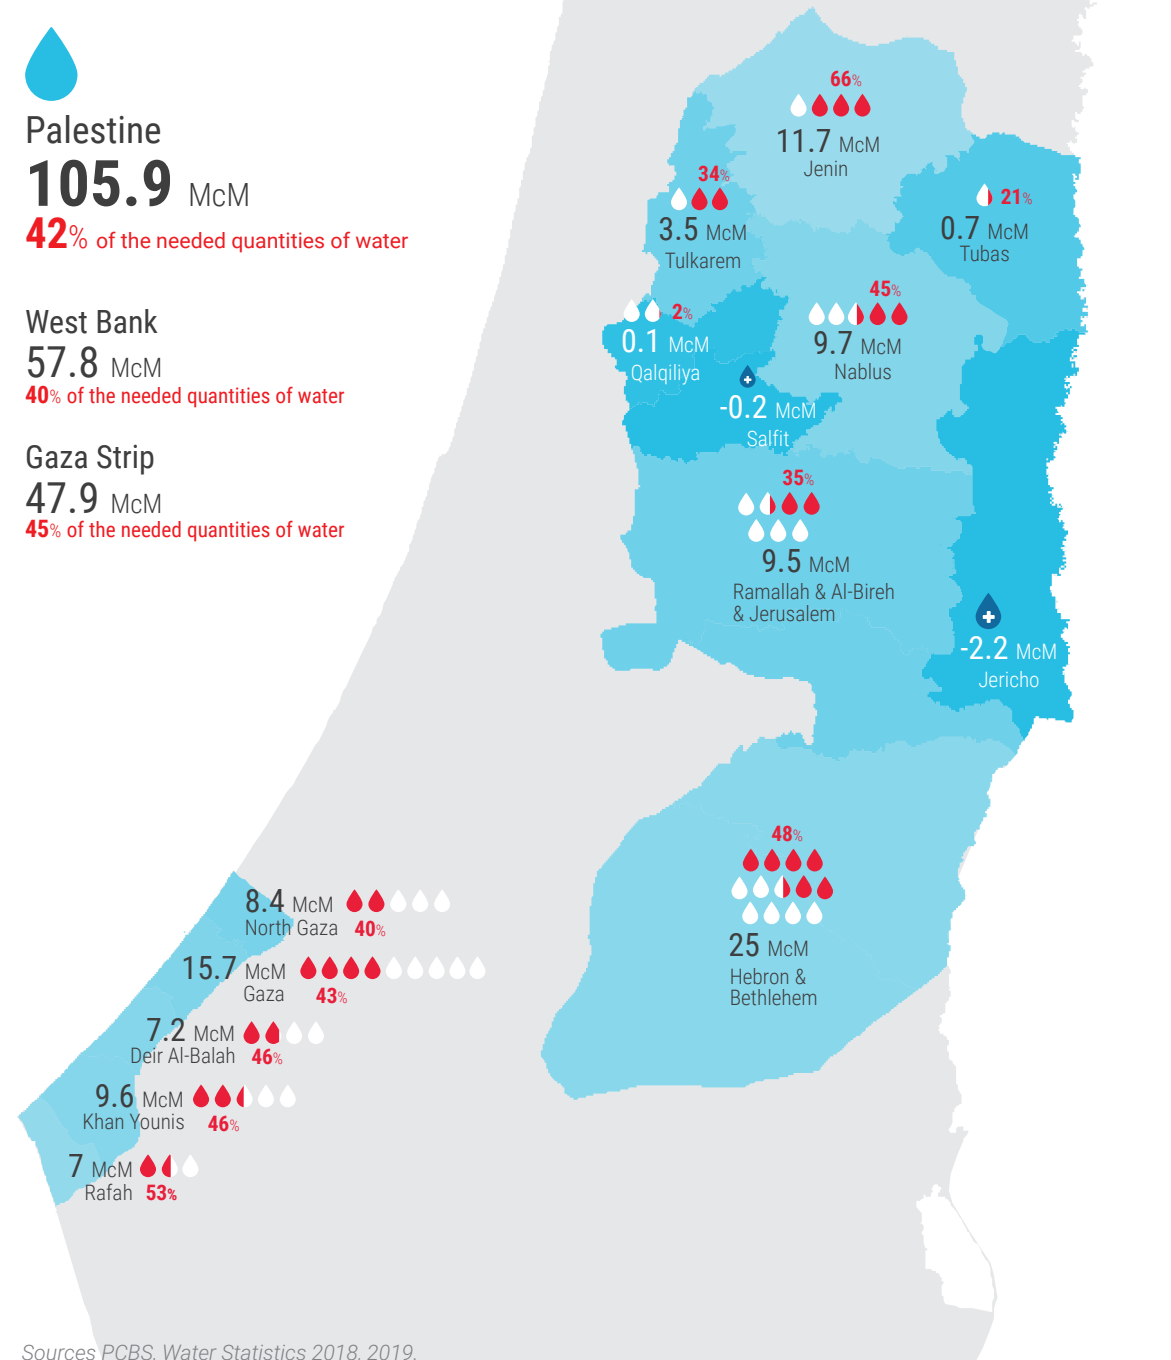 Palestine
105.9 McM
42% of the needed quantities of water
West Bank
57.8 McM
40% of the needed quantities of water
Gaza Strip
47.9 McM
45% of the needed quantities of water
66%
11.7 McM
Jenin
34%
3.5 McM
Tulkarem
21%
0.7 McM
Tubas
2%
0.1 McM
Qalqiliya
45%
9.7 McM
Nablus
-0.2 McM
Salfit
35%
9.5 McM
Ramallah & Al-Bireh
& Jerusalem
-2.2 McM
Jericho
48%
25 McM
Hebron &
Bethlehem
8.4 McM
North Gaza 40%
15.7 McM
Gaza 43%
7.2 McM
Deir Al-Balah 46%
9.6 McM
Khan Younis 46%
7 McM
Rafah 53%
Sources PCBS. Water Statistics 2018, 2019.